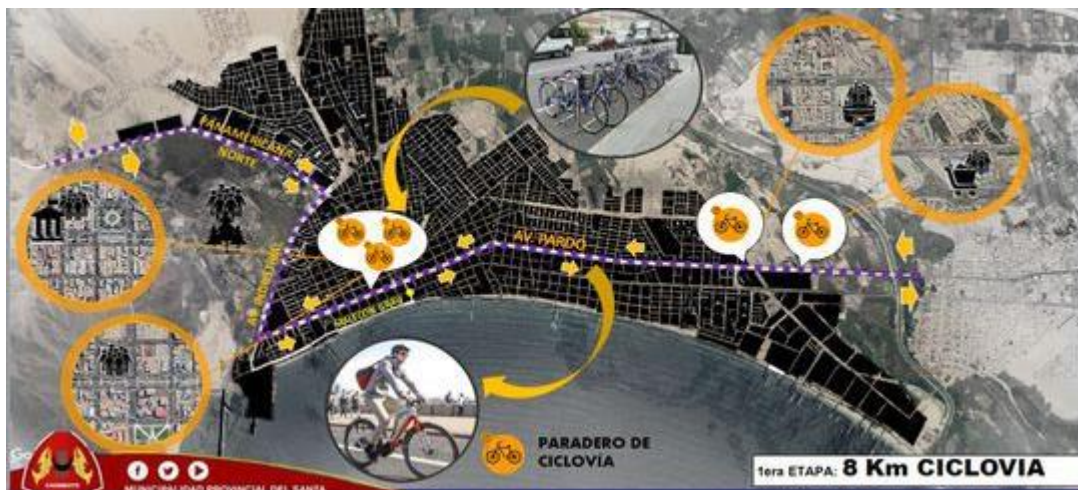 PANAMERICANA
NORTE
AV. PARDO
PARADERO DE
CICLOVÍA
1era ETAPA: 8 Km CICLOVIA
MUNICIPALIDAD PROVINCIAL DEL SANTA